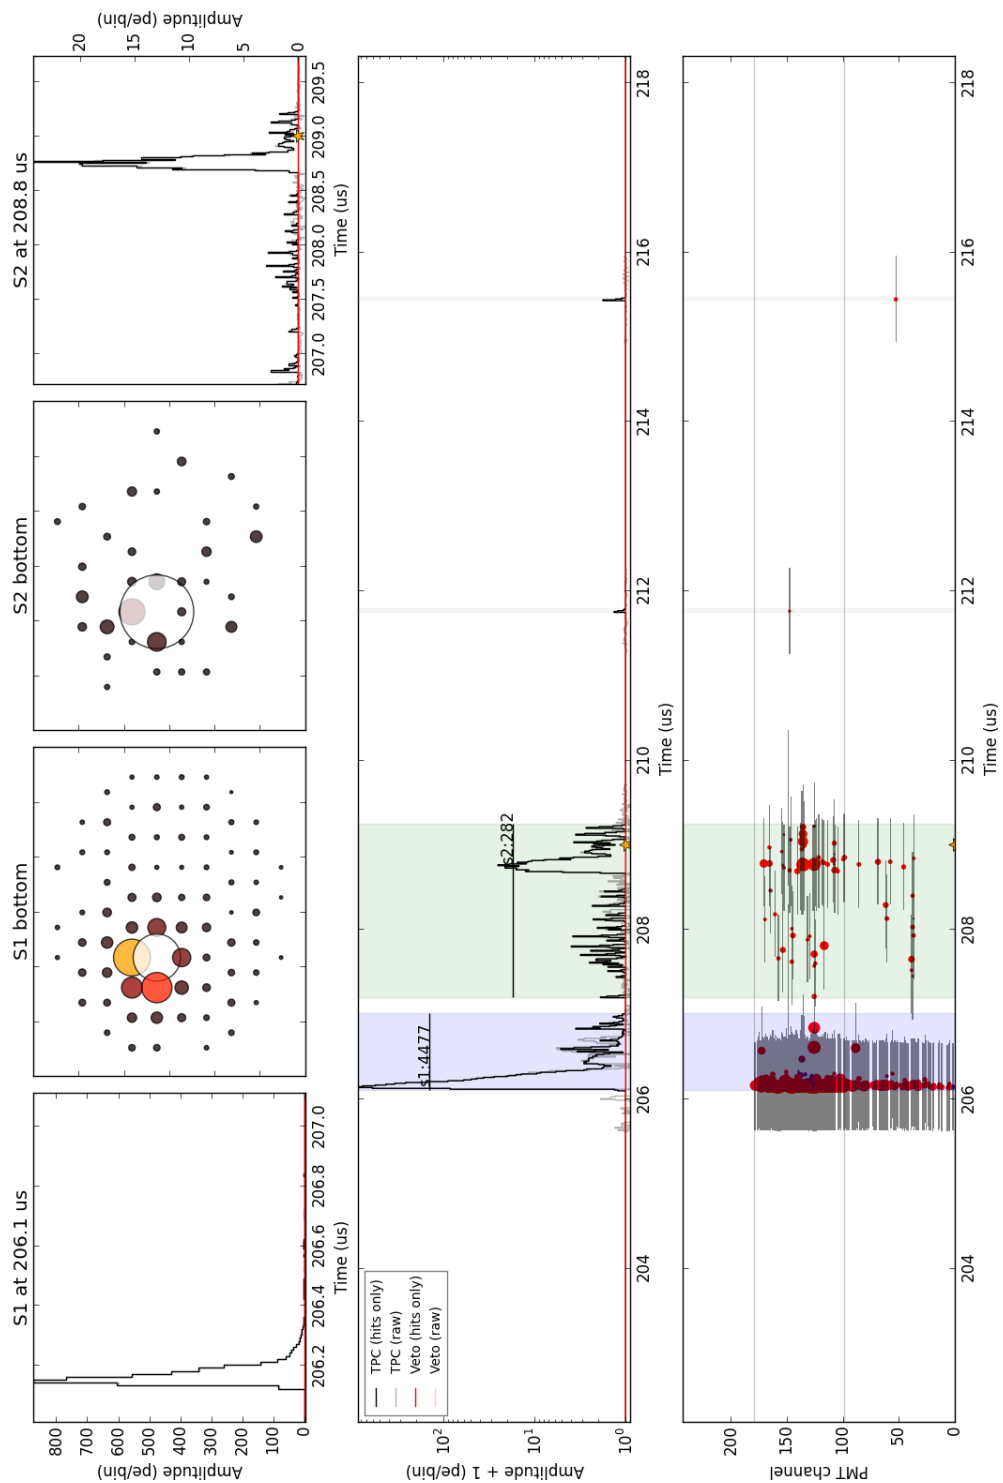 S1 at 206.1 us
Amplitude (pe/bin)
0
100
200
300
400
500
600
700
800
206.2
206.4
206.6
206.8
207.0
Time (us)
S1 bottom
S2 bottom
S2 at 208.8 us
Amplitude (pe/bin)
0
5
10
15
20
207.0
207.5
208.0
208.5
209.0
209.5
Time (us)
Amplitude + 1 (pe/bin)
10^0
10^1
10^2
TPC (hits only)
TPC (raw)
Veto (hits only)
Veto (raw)
s1:4477
s2:282
204
206
208
210
212
214
216
218
Time (us)
PMT channel
0
50
100
150
200
204
206
208
210
212
214
216
218
Time (us)